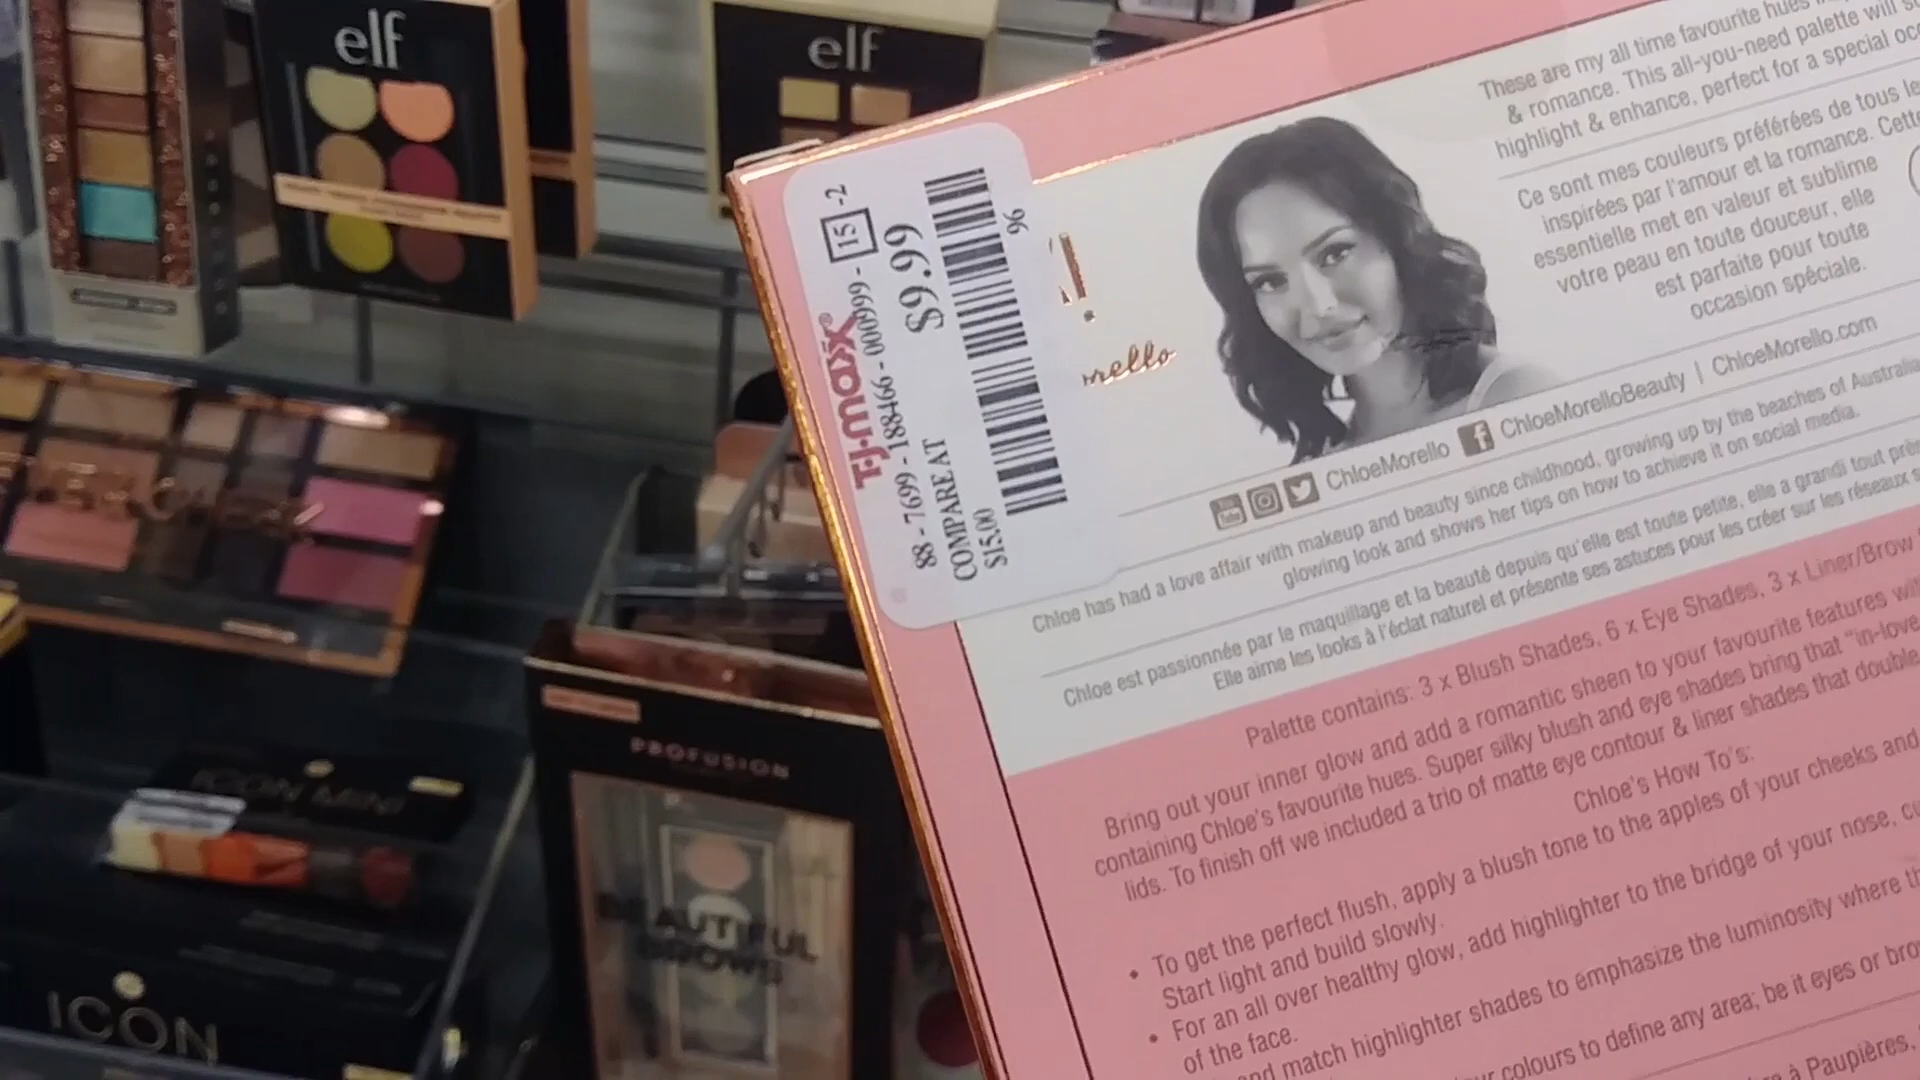 elf
elf
15 -2
T.J.maxx®
88 - 7699 - 188466 - 000999 -
$9.99
COMPARE AT
$15.00
96
rello
These are my all time favourite hues
& romance. This all-you-need palette will
highlight & enhance, perfect for a special
Ce sont mes couleurs préférées de tous
inspirées par l'amour et la romance. Cette
essentielle met en valeur et sublime
votre peau en toute douceur, elle
est parfaite pour toute
occasion spéciale.
ChloeMorello ChloeMorelloBeauty | ChloeMorello.com
Chloe has had a love affair with makeup and beauty since childhood, growing up by the beaches of Australia
glowing look and shows her tips on how to achieve it on social media.
Chloe est passionnée par le maquillage et la beauté depuis qu'elle est toute petite, elle a grandi tout près
Elle aime les looks à l'éclat naturel et présente ses astuces pour les créer sur les réseaux
Palette contains: 3 x Blush Shades, 6 x Eye Shades, 3 x Liner/Brow
Bring out your inner glow and add a romantic sheen to your favourite features
containing Chloe's favourite hues. Super silky blush and eye shades bring that "in-love
lids. To finish off we included a trio of matte eye contour & liner shades that double
Chloe's How To's:
• To get the perfect flush, apply a blush tone to the apples of your cheeks and
Start light and build slowly.
• For an all over healthy glow, add highlighter to the bridge of your nose,
of the face.
and match highlighter shades to emphasize the luminosity where
colours to define any area; be it eyes or
à Paupières,
PROFUSION
BEAUTIFUL
BROWS
ICON MINI
ICON